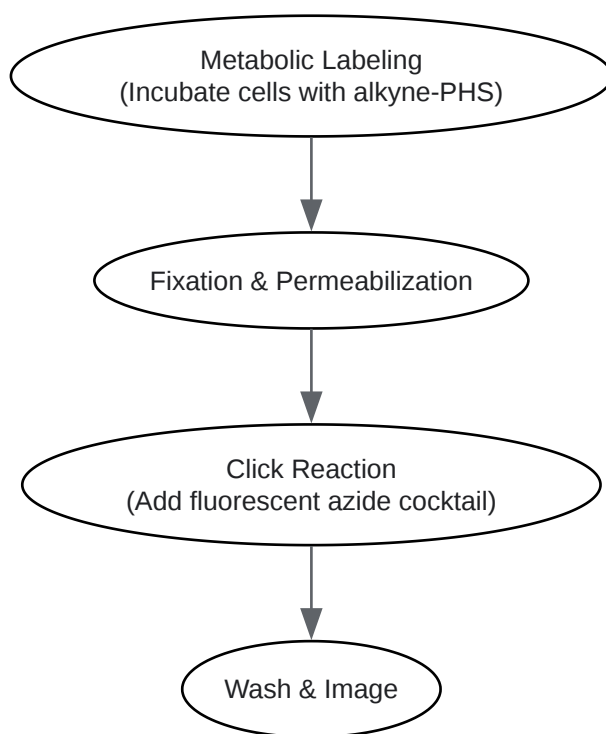 Metabolic Labeling
(Incubate cells with alkyne-PHS)
Fixation & Permeabilization
Click Reaction
(Add fluorescent azide cocktail)
Wash & Image